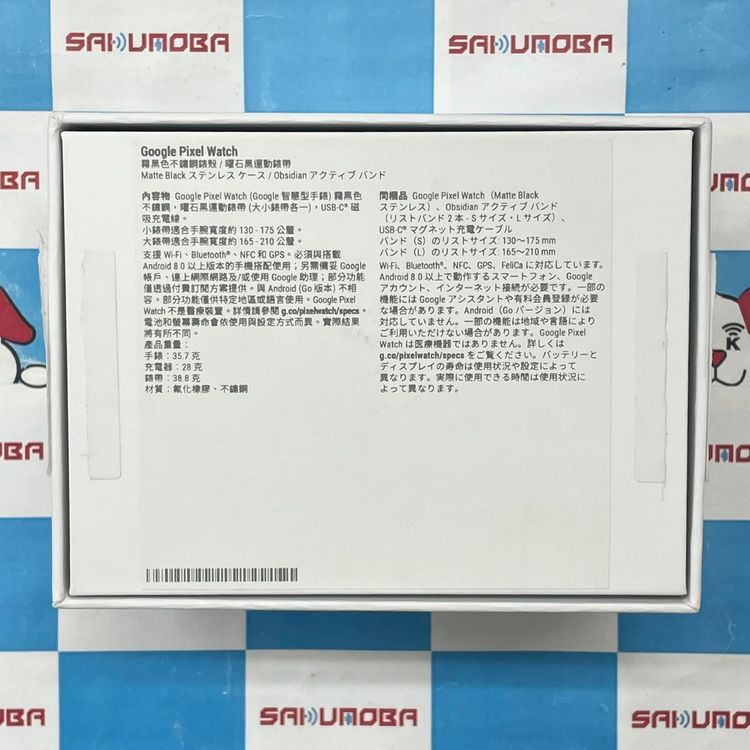 SAKUMOBA
SAKUMOBA
Google Pixel Watch
霧黑色不鏽鋼錶殼 / 曜石黑運動錶帶
Matte Black ステンレス ケース / Obsidian アクティブ バンド
內容物 Google Pixel Watch (Google 智慧型手錶) 霧黑色
不鏽鋼，曜石黑運動錶帶 (大小錶帶各一)，USB-C® 磁
吸充電線。
小錶帶適合手腕寬度約 130 - 175 公釐。
大錶帶適合手腕寬度約 165 - 210 公釐。
支援 Wi-Fi、Bluetooth®、NFC 和 GPS。必須與搭載
Android 8.0 以上版本的手機搭配使用；另需備妥 Google
帳戶、連上網際網路及/或使用 Google 助理；部分功能
僅透過付費訂閱方案提供。與 Android (Go 版本) 不相
容。部分功能僅供特定地區或語言使用。Google Pixel
Watch 不是醫療裝置。詳情請參閱 g.co/pixelwatch/specs。
電池和螢幕壽命會依使用與設定方式而異。實際結果
將有所不同。
產品重量：
手錶：35.7 克
充電器：28 克
錶帶：38.8 克
材質：氟化橡膠、不鏽鋼
同梱品 Google Pixel Watch（Matte Black
ステンレス）、Obsidian アクティブ バンド
（リストバンド 2 本 - S サイズ・L サイズ）、
USB-C® マグネット充電ケーブル
バンド（S）のリストサイズ: 130～175 mm
バンド（L）のリストサイズ: 165～210 mm
Wi-Fi、Bluetooth®、NFC、GPS、FeliCa に対応しています。
Android 8.0 以上で動作するスマートフォン、Google
アカウント、インターネット接続が必要です。一部の
機能には Google アシスタントや有料会員登録が必要
な場合があります。Android（Go バージョン）には
対応していません。一部の機能は地域や言語により
ご利用いただけない場合があります。Google Pixel
Watch は医療機器ではありません。詳しくは
g.co/pixelwatch/specs をご覧ください。バッテリーと
ディスプレイの寿命は使用状況や設定によって
異なります。実際に使用できる時間は使用状況に
よって異なります。
K
SAKUMOBA
SAKUMOBA